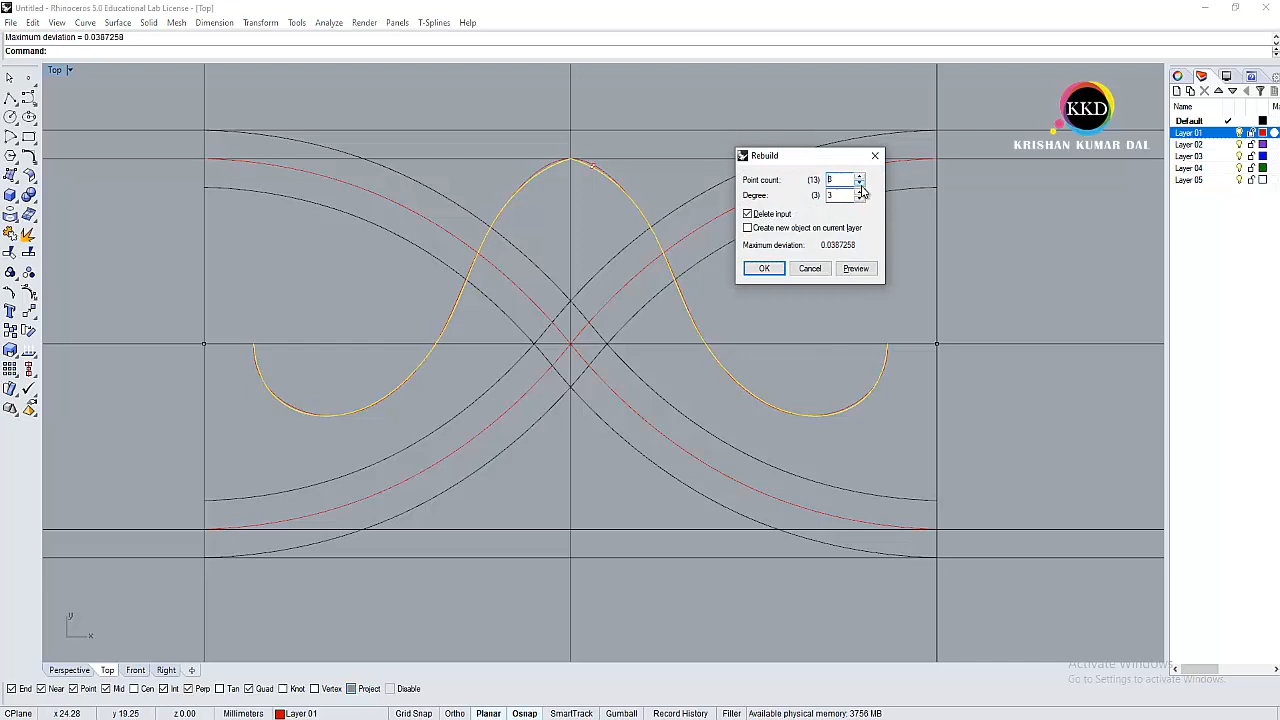 Untitled - Rhinoceros 5.0 Educational Lab License - [Top]
File Edit View Curve Surface Solid Mesh Dimension Transform Tools Analyze Render Panels T-Splines Help
Maximum deviation = 0.0387258
Command:
Top
Name
Default
Layer 01
Layer 02
Layer 03
Layer 04
Layer 05
KKD
KRISHAN KUMAR DAL
Rebuild
Point count: (13)
Degree: (3) 3
Delete input
Create new object on current layer
Maximum deviation: 0.0387258
OK Cancel Preview
y
x
Activate Windows
Go to Settings to activate Windows.
Perspective Top Front Right
End Near Point Mid Cen Int Perp Tan Quad Knot Vertex Project Disable
CPlane x 24.28 y 19.25 z 0.00 Millimeters Layer 01 Grid Snap Ortho Planar Osnap SmartTrack Gumball Record History Filter Available physical memory: 3756 MB